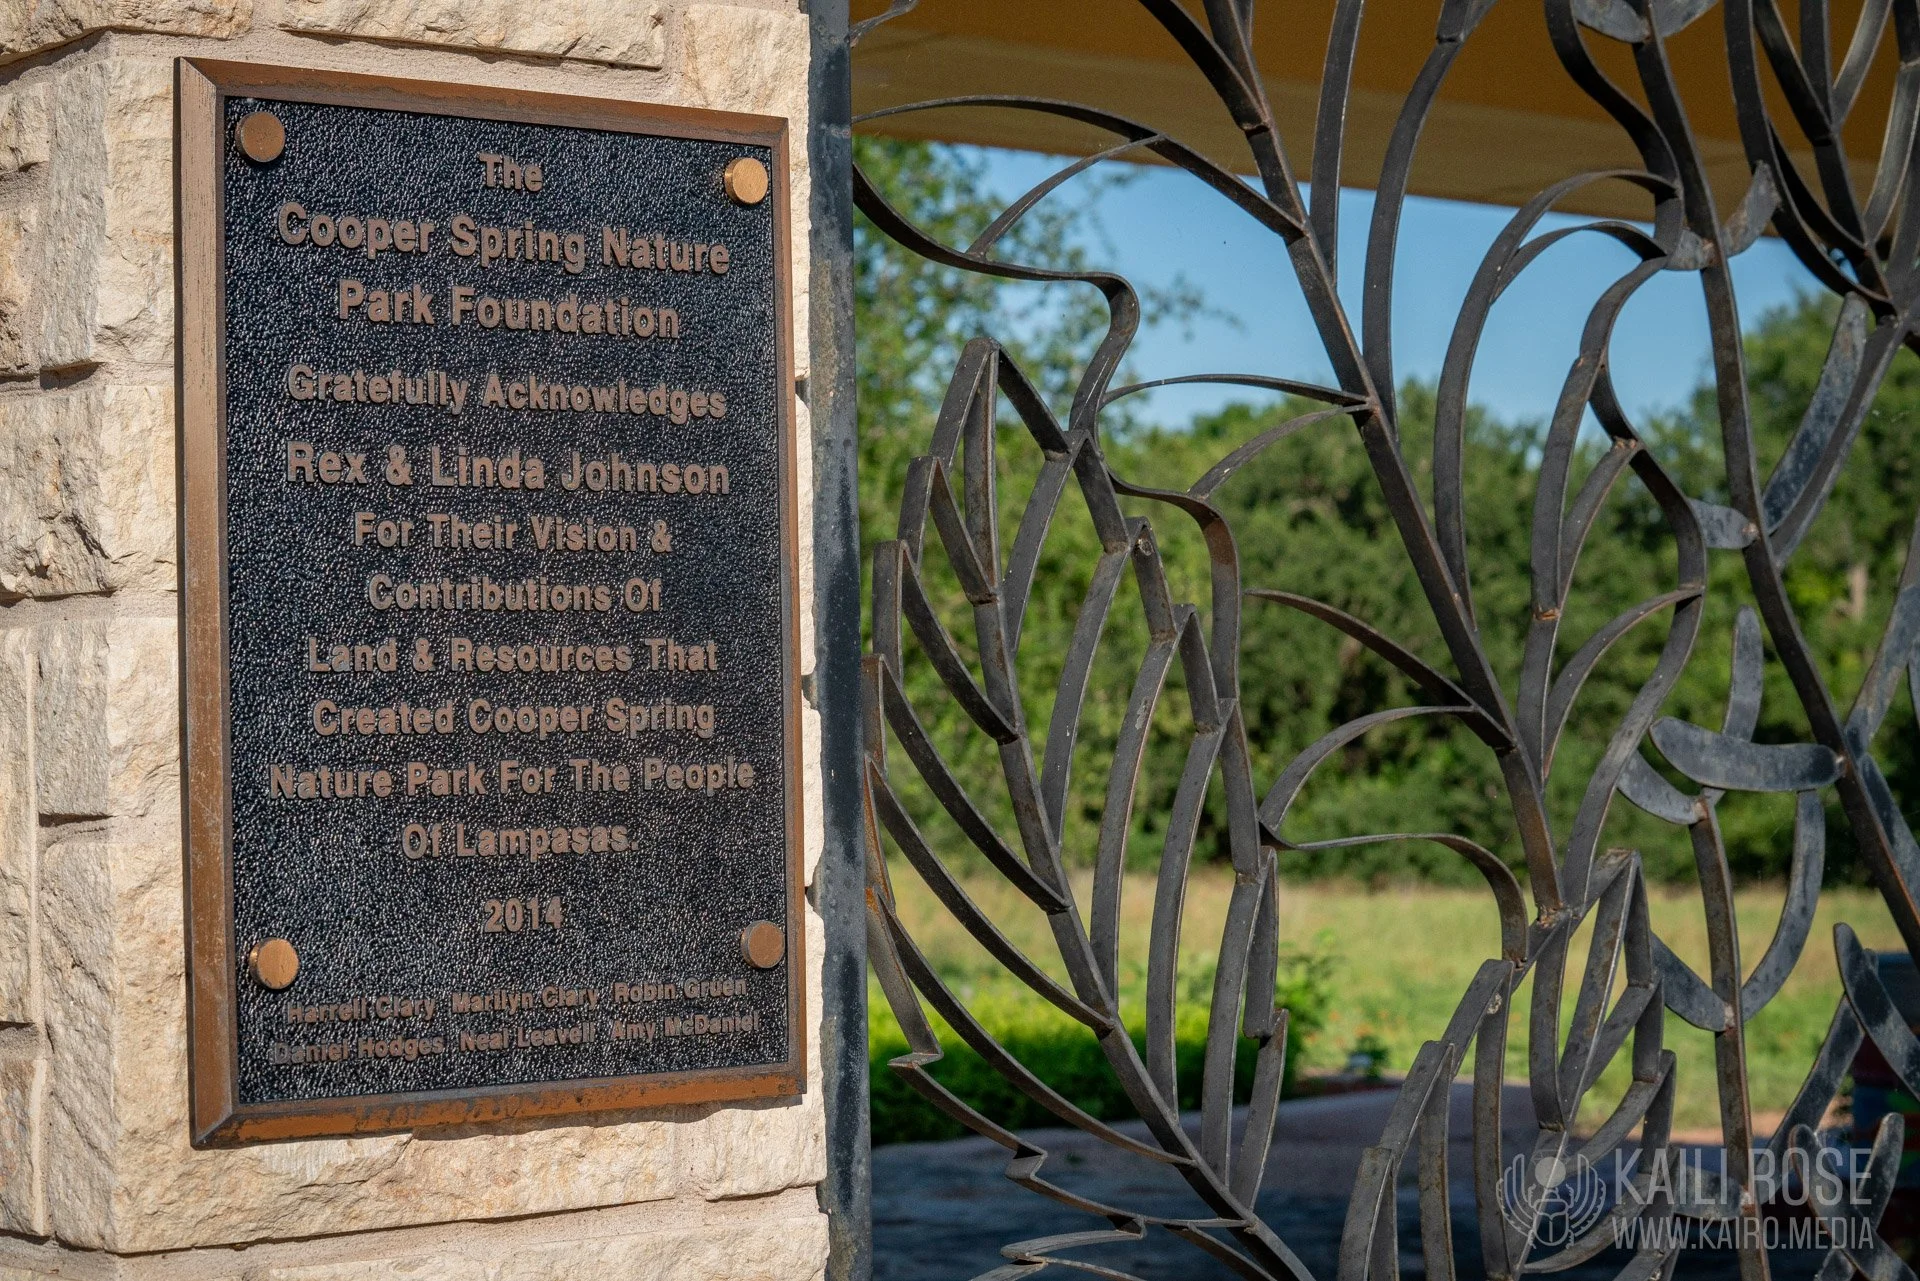 The
Cooper Spring Nature
Park Foundation
Gratefully Acknowledges
Rex & Linda Johnson
For Their Vision &
Contributions Of
Land & Resources That
Created Cooper Spring
Nature Park For The People
Of Lampasas.
2014
Harrell Clary Marilyn Clary Robin Gruen
Daniel Hodges Neal Leavell Amy McDaniel
KAILI ROSE
WWW.KAIRO.MEDIA